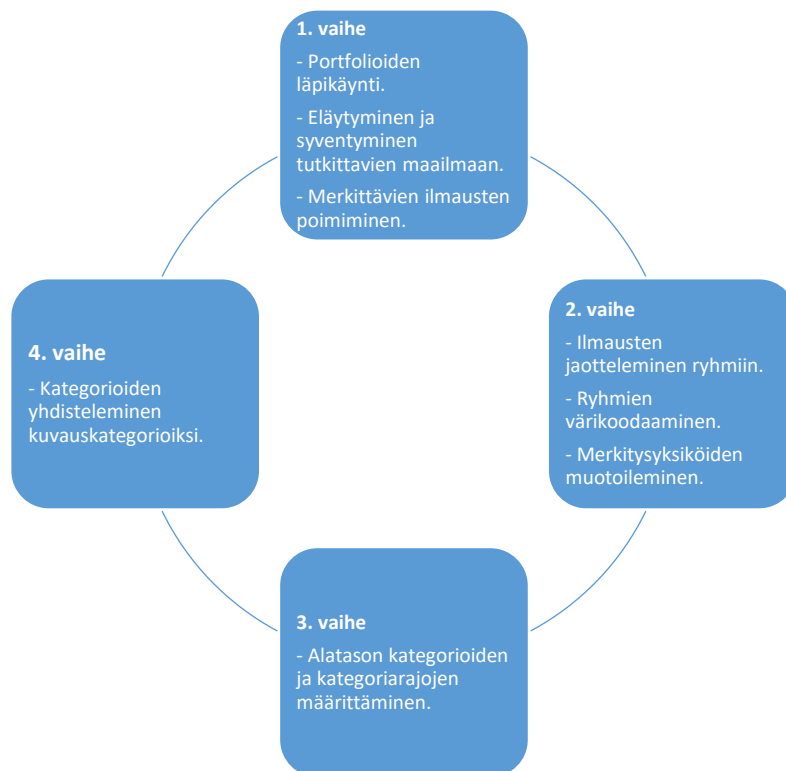 1. vaihe
- Portfolioiden
läpikäynti.
- Eläytyminen ja
syventyminen
tutkittavien maailmaan.
- Merkittävien ilmausten
poimiminen.
2. vaihe
- Ilmausten
jaotteleminen ryhmiin.
- Ryhmien
värikoodaaminen.
- Merkitysyksiköiden
muotoileminen.
3. vaihe
- Alatason kategorioiden
ja kategoriarajojen
määrittäminen.
4. vaihe
- Kategorioiden
yhdisteleminen
kuvauskategorioiksi.